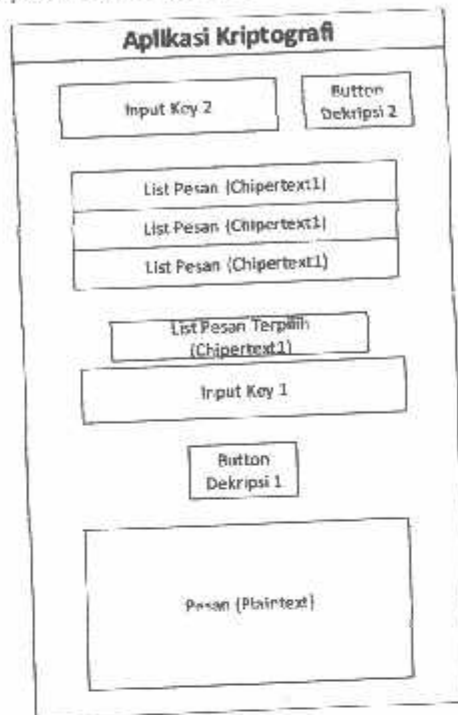 Aplikasi Kriptografi
Input Key 2
Button
Dekripsi 2
List Pesan (Chipertext1)
List Pesan (Chipertext1)
List Pesan (Chipertext1)
List Pesan Terpilih
(Chipertext1)
Input Key 1
Button
Dekripsi 1
Pesan (Plaintext)